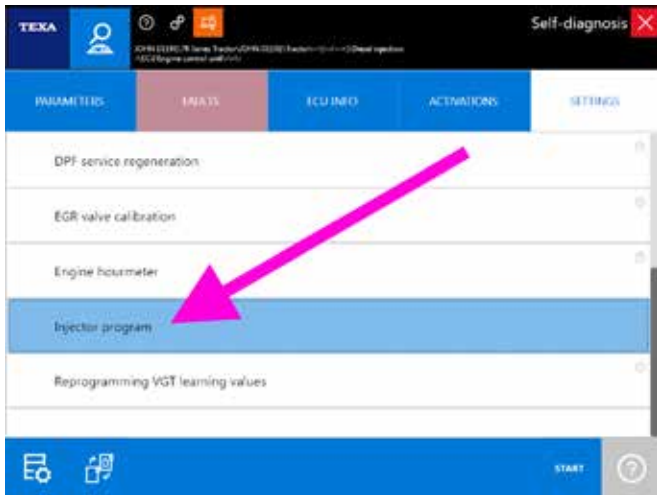 TEXA
Self-diagnosis
PARAMETERS
FAULTS
ECU INFO
ACTIVATIONS
SETTINGS
DPF service regeneration
EGR valve calibration
Engine hourmeter
Injector program
Reprogramming VGT learning values
START